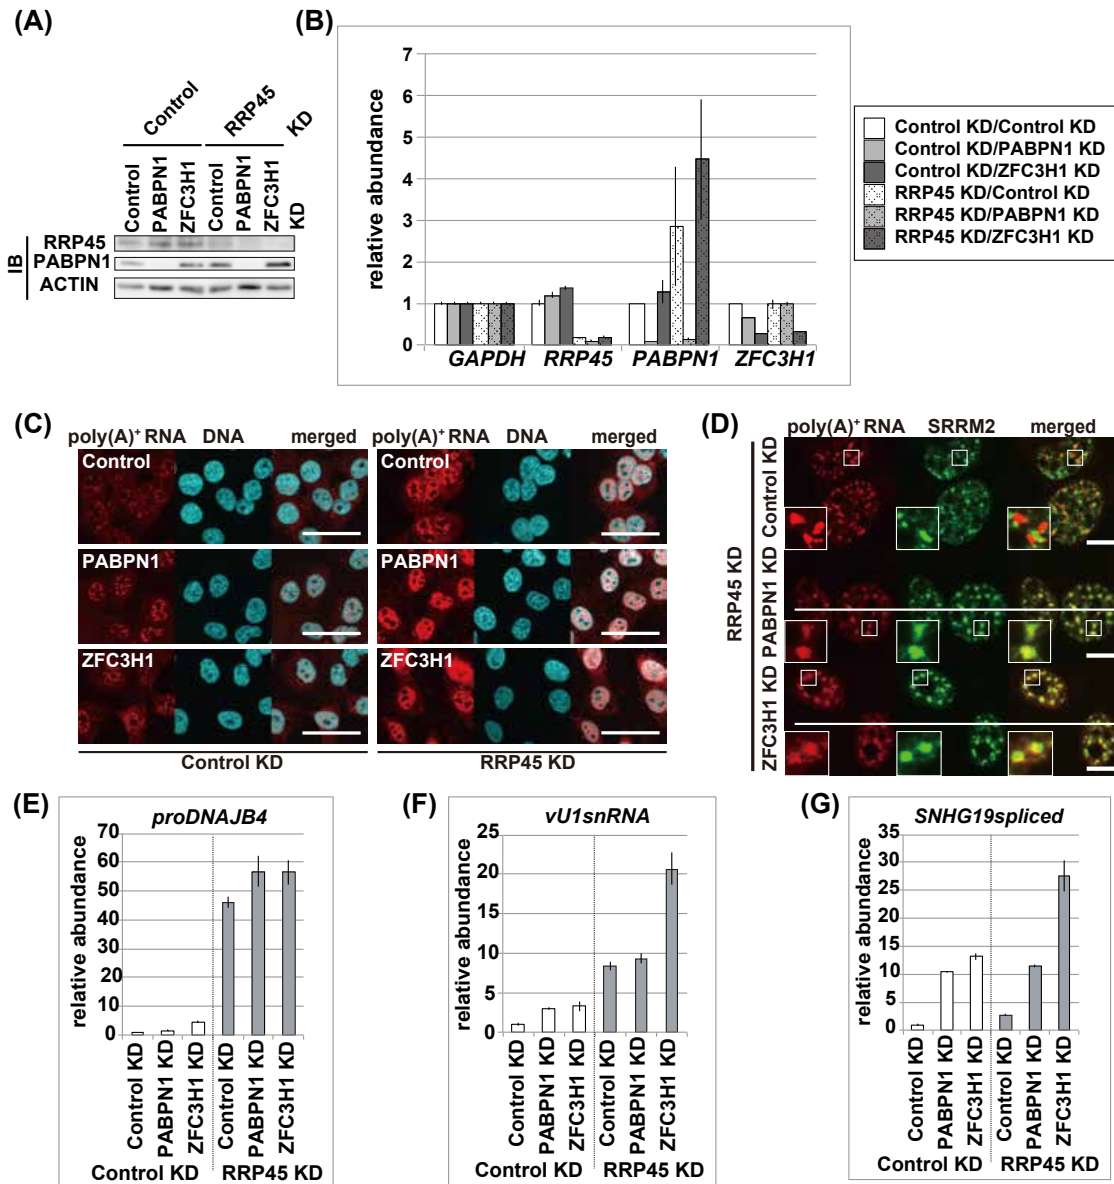 (A)
Control
RRP45
KD
Control
PABPN1
ZFC3H1
Control
PABPN1
ZFC3H1
KD
IB
RRP45
PABPN1
ACTIN
(B)
relative abundance
7
6
5
4
3
2
1
0
GAPDH RRP45 PABPN1 ZFC3H1
Control KD/Control KD
Control KD/PABPN1 KD
Control KD/ZFC3H1 KD
RRP45 KD/Control KD
RRP45 KD/PABPN1 KD
RRP45 KD/ZFC3H1 KD
(C)
poly(A)+ RNA DNA merged poly(A)+ RNA DNA merged
Control Control
PABPN1 PABPN1
ZFC3H1 ZFC3H1
Control KD RRP45 KD
(D)
poly(A)+ RNA SRRM2 merged
RRP45 KD
Control KD
PABPN1 KD
ZFC3H1 KD
(E)
proDNAJB4
relative abundance
70
60
50
40
30
20
10
0
Control KD
PABPN1 KD
ZFC3H1 KD
Control KD
PABPN1 KD
ZFC3H1 KD
Control KD RRP45 KD
(F)
vU1snRNA
relative abundance
25
20
15
10
5
0
Control KD
PABPN1 KD
ZFC3H1 KD
Control KD
PABPN1 KD
ZFC3H1 KD
Control KD RRP45 KD
(G)
SNHG19spliced
relative abundance
35
30
25
20
15
10
5
0
Control KD
PABPN1 KD
ZFC3H1 KD
Control KD
PABPN1 KD
ZFC3H1 KD
Control KD RRP45 KD